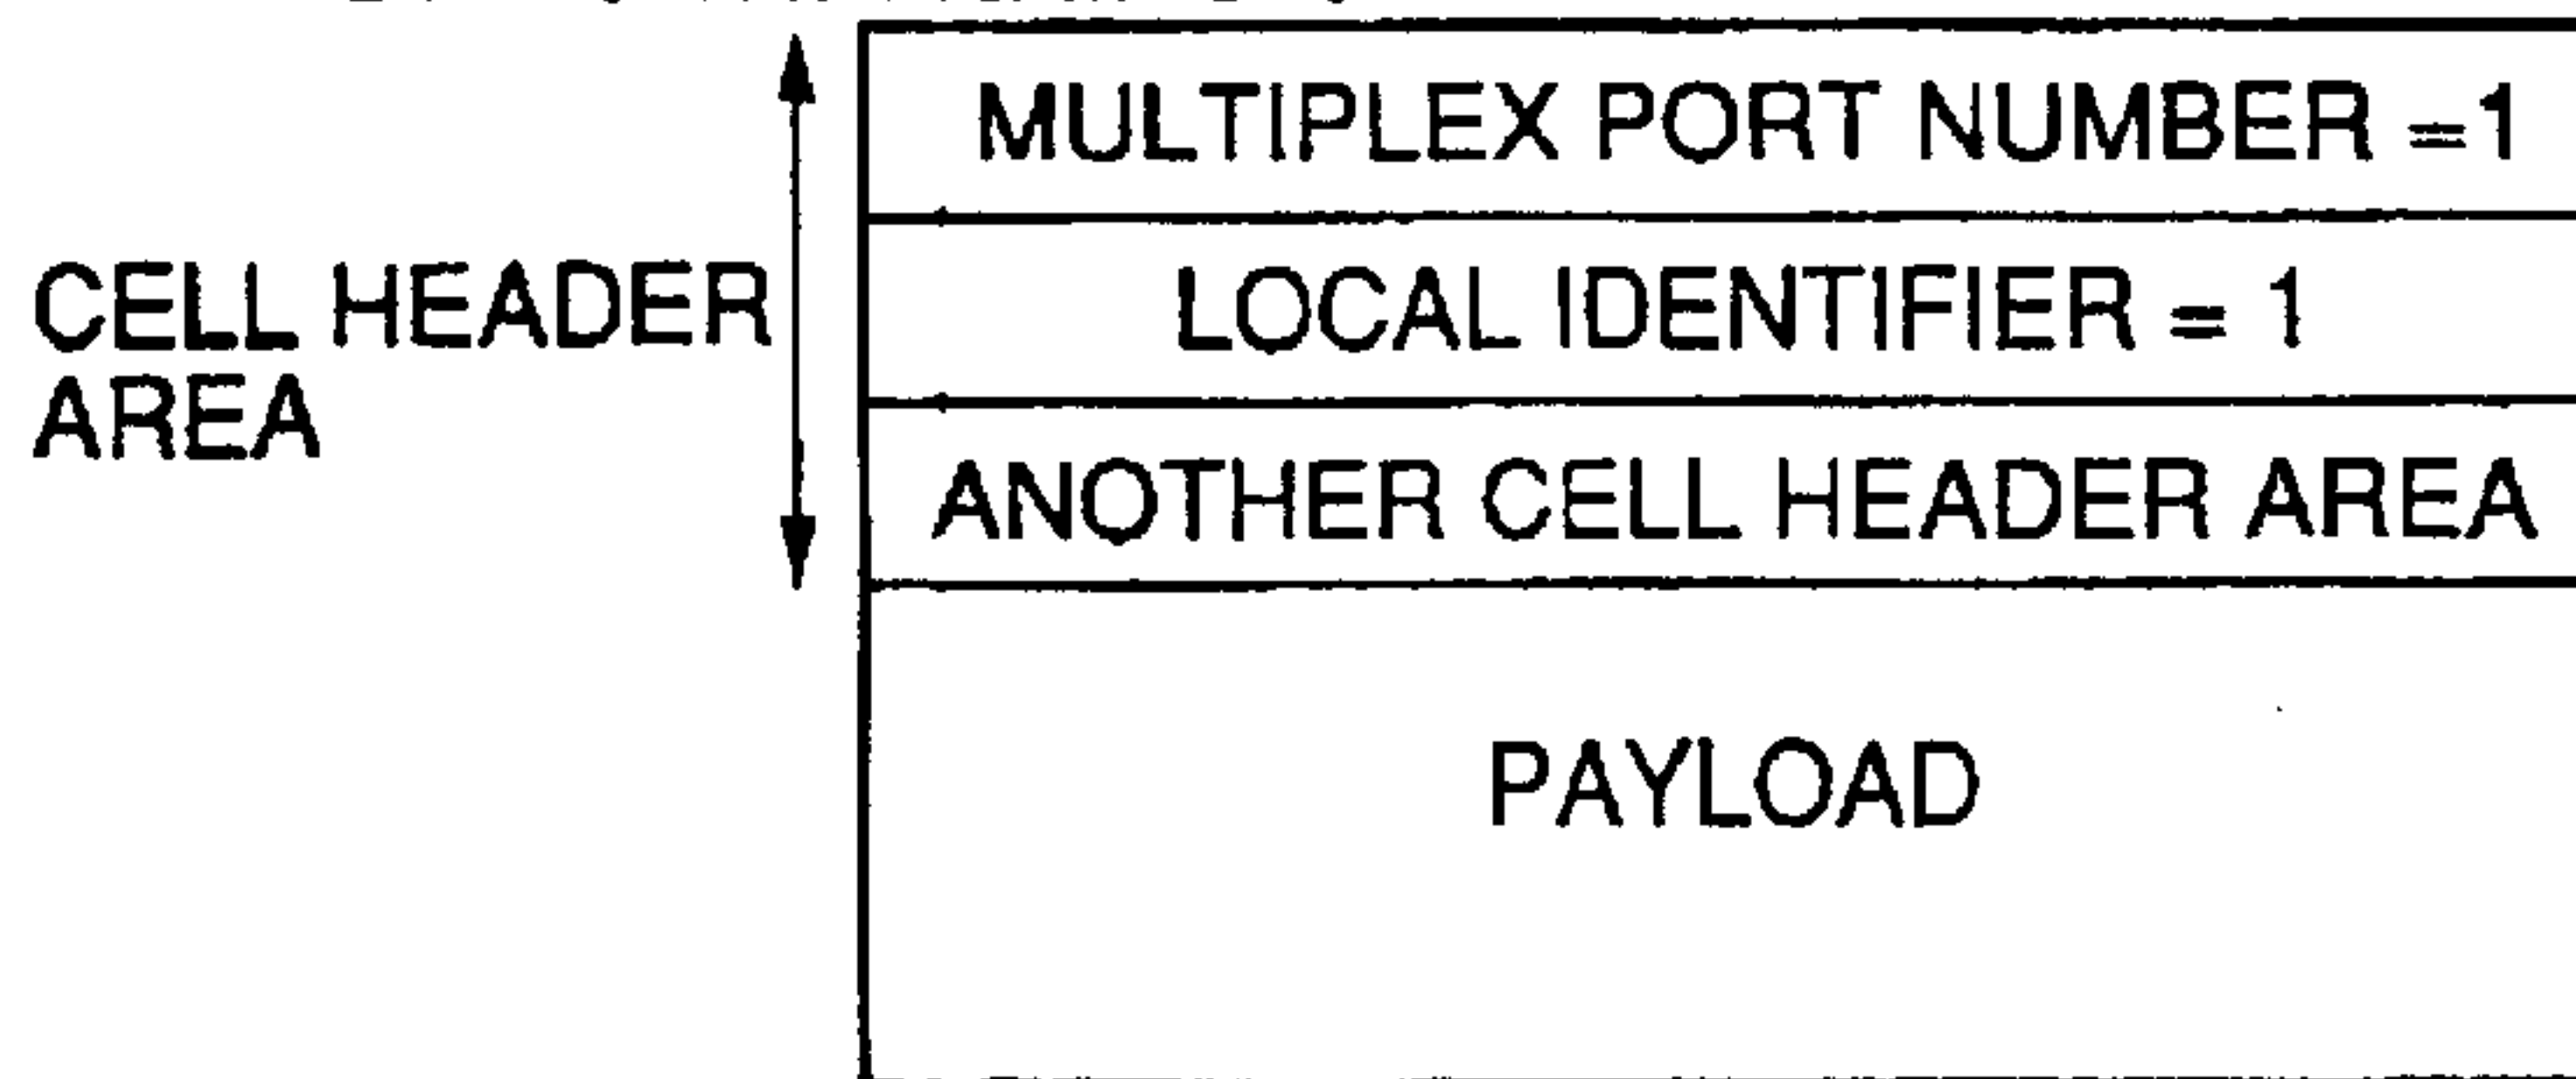 MULTIPLEX PORT NUMBER =1
CELL HEADER
AREA
LOCAL IDENTIFIER = 1
ANOTHER CELL HEADER AREA
PAYLOAD